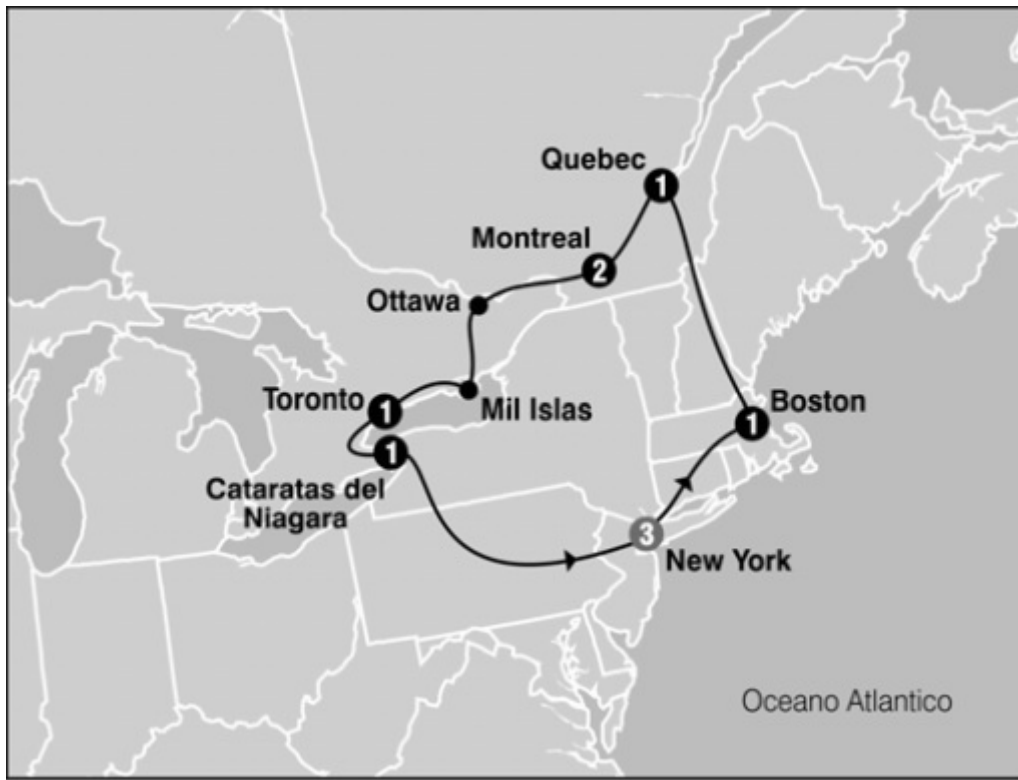 Quebec
1
Montreal
2
Ottawa
Toronto
1
Mil Islas
Boston
1
1
Cataratas del
Niagara
3
New York
Oceano Atlantico